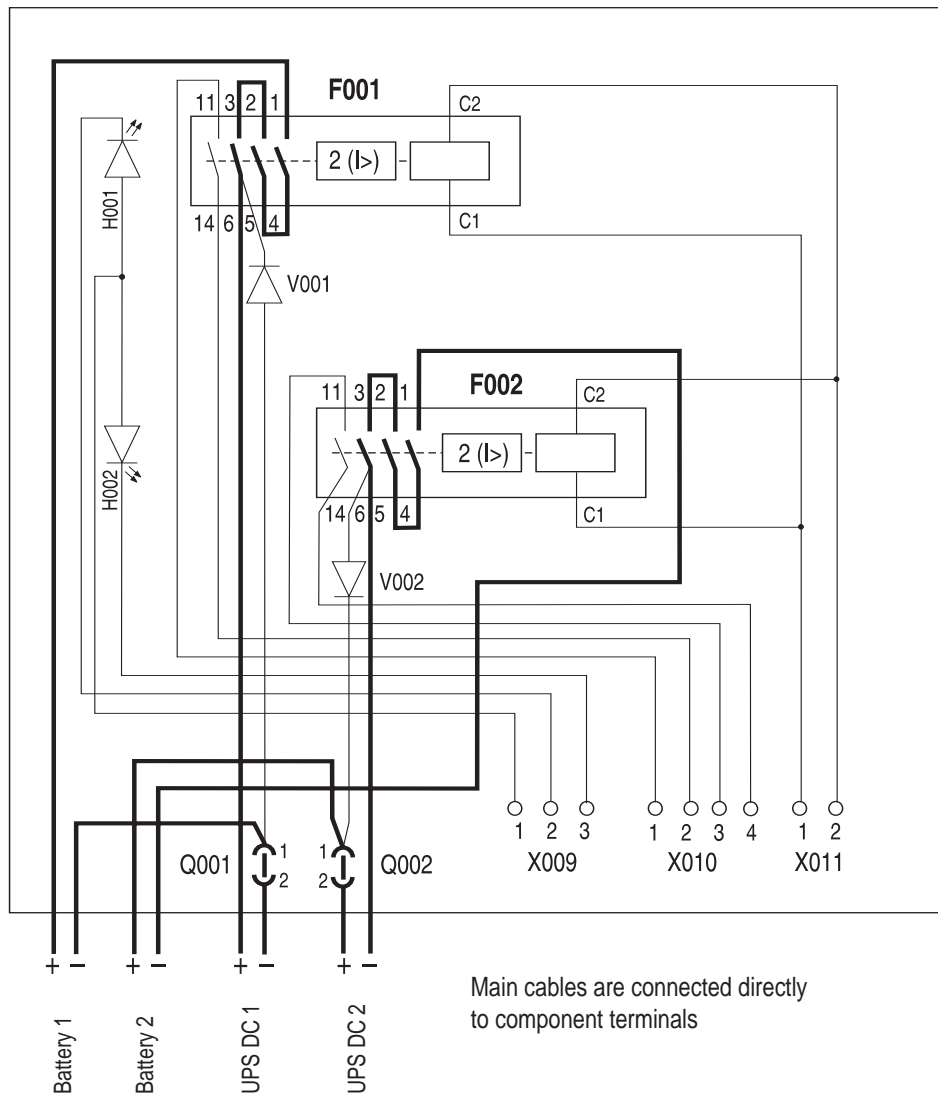 F001
11 3 2 1
C2
2 (I>)
H001
14 6 5 4
C1
V001
F002
11 3 2 1
C2
2 (I>)
H002
14 6 5 4
C1
V002
1 2 3
X009
1 2 3 4
X010
1 2
X011
Q001
1
2
1
2
Q002
+ −
+ −
+ −
+ −
Battery 1
Battery 2
UPS DC 1
UPS DC 2
Main cables are connected directly
to component terminals